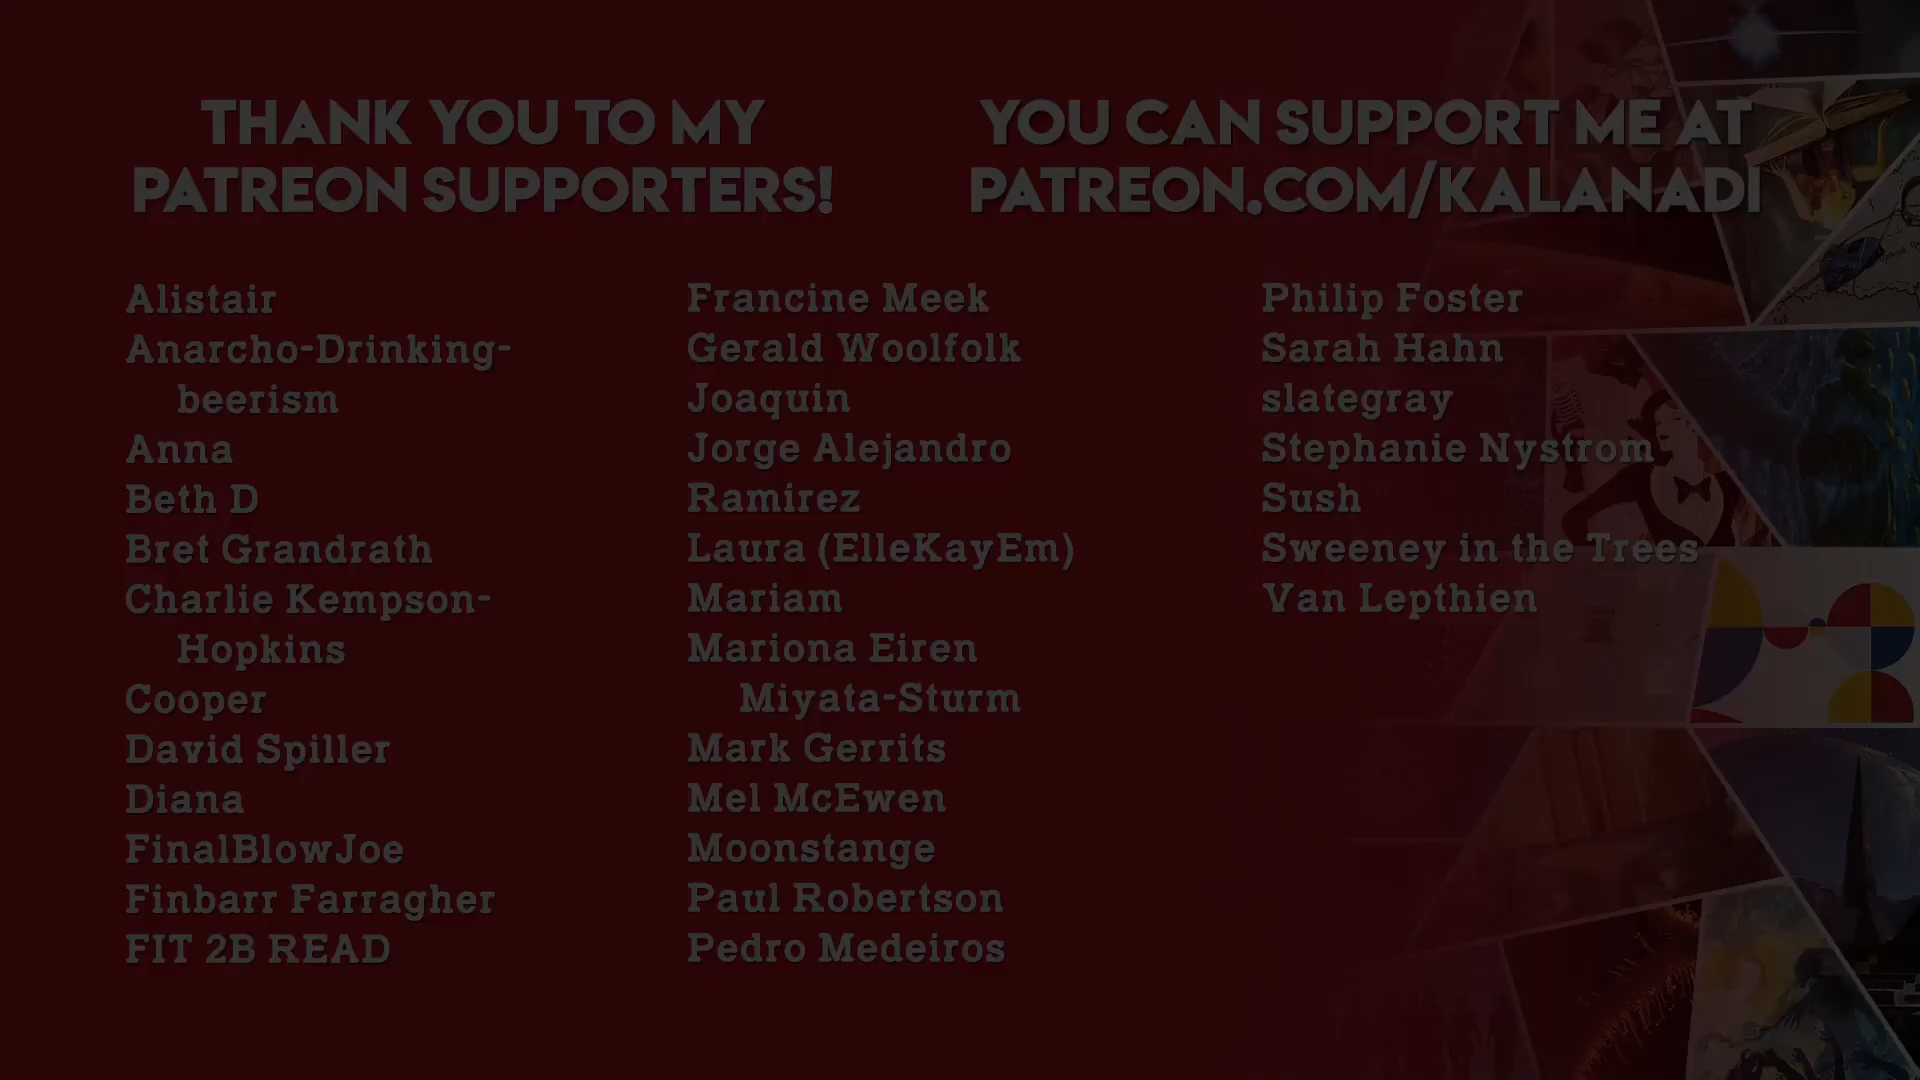 THANK YOU TO MY
PATREON SUPPORTERS!
YOU CAN SUPPORT ME AT
PATREON.COM/KALANADI
Alistair
Anarcho-Drinking-
beerism
Anna
Beth D
Bret Grandrath
Charlie Kempson-
Hopkins
Cooper
David Spiller
Diana
FinalBlowJoe
Finbarr Farragher
FIT 2B READ
Francine Meek
Gerald Woolfolk
Joaquin
Jorge Alejandro
Ramirez
Laura (ElleKayEm)
Mariam
Mariona Eiren
Miyata-Sturm
Mark Gerrits
Mel McEwen
Moonstange
Paul Robertson
Pedro Medeiros
Philip Foster
Sarah Hahn
slategray
Stephanie Nystrom
Sush
Sweeney in the Trees
Van Lepthien